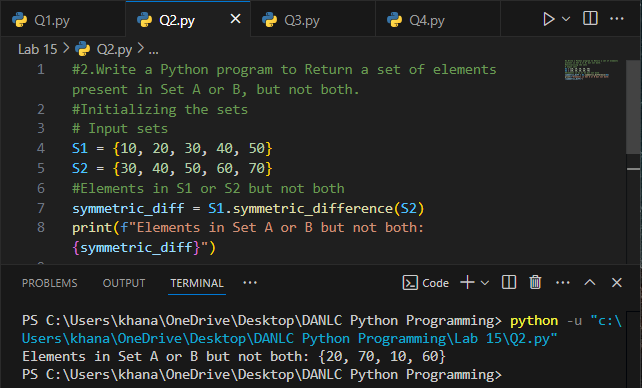 Q1.py Q2.py Q3.py Q4.py
Lab 15 > Q2.py > ...
1 #2.Write a Python program to Return a set of elements
present in Set A or B, but not both.
2 #Initializing the sets
3 # Input sets
4 S1 = {10, 20, 30, 40, 50}
5 S2 = {30, 40, 50, 60, 70}
6 #Elements in S1 or S2 but not both
7 symmetric_diff = S1.symmetric_difference(S2)
8 print(f"Elements in Set A or B but not both:
{symmetric_diff}")
PROBLEMS OUTPUT TERMINAL ... Code
PS C:\Users\khana\OneDrive\Desktop\DANLC Python Programming> python -u "c:\
Users\khana\OneDrive\Desktop\DANLC Python Programming\Lab 15\Q2.py"
Elements in Set A or B but not both: {20, 70, 10, 60}
PS C:\Users\khana\OneDrive\Desktop\DANLC Python Programming>